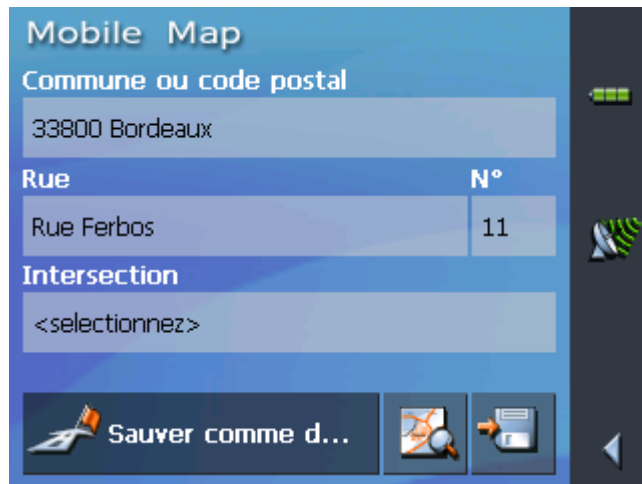 Mobile Map
Commune ou code postal
33800 Bordeaux
Rue N°
Rue Ferbos 11
Intersection
<selectionnez>
Sauver comme d...